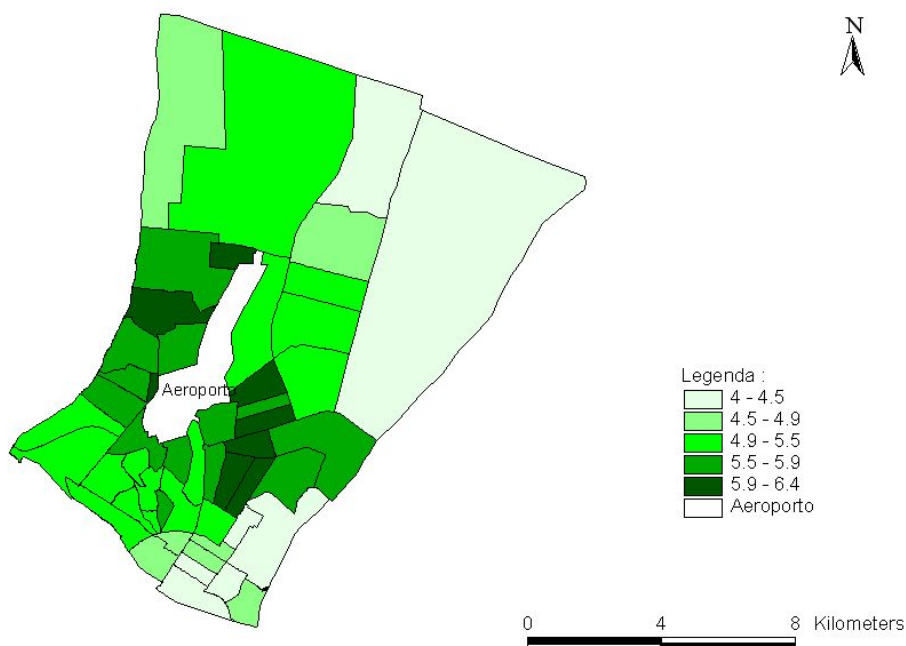 N
Aeroporto
Legenda :
4 - 4.5
4.5 - 4.9
4.9 - 5.5
5.5 - 5.9
5.9 - 6.4
Aeroporto
0 4 8 Kilometers